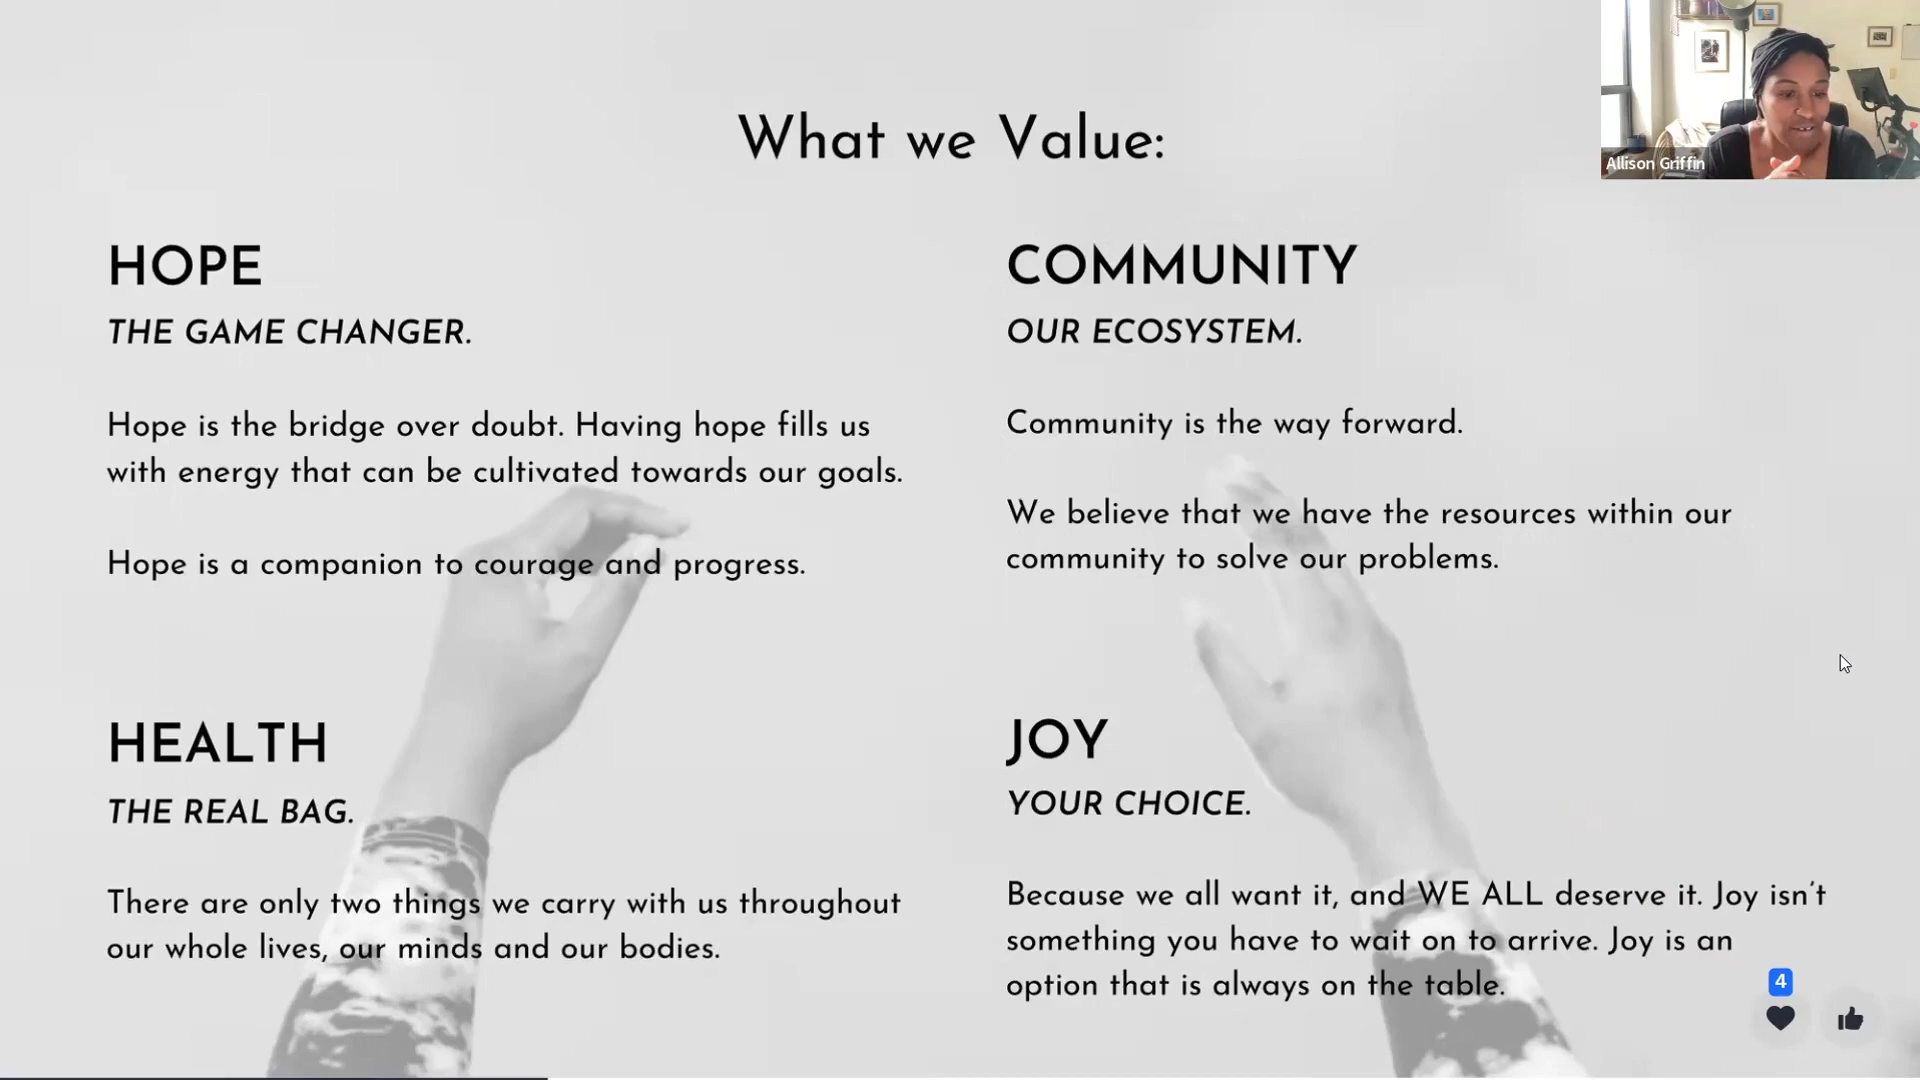 What we Value:
Allison Griffin
HOPE
THE GAME CHANGER.
Hope is the bridge over doubt. Having hope fills us
with energy that can be cultivated towards our goals.
Hope is a companion to courage and progress.
COMMUNITY
OUR ECOSYSTEM.
Community is the way forward.
We believe that we have the resources within our
community to solve our problems.
HEALTH
THE REAL BAG.
There are only two things we carry with us throughout
our whole lives, our minds and our bodies.
JOY
YOUR CHOICE.
Because we all want it, and WE ALL deserve it. Joy isn’t
something you have to wait on to arrive. Joy is an
option that is always on the table.
4